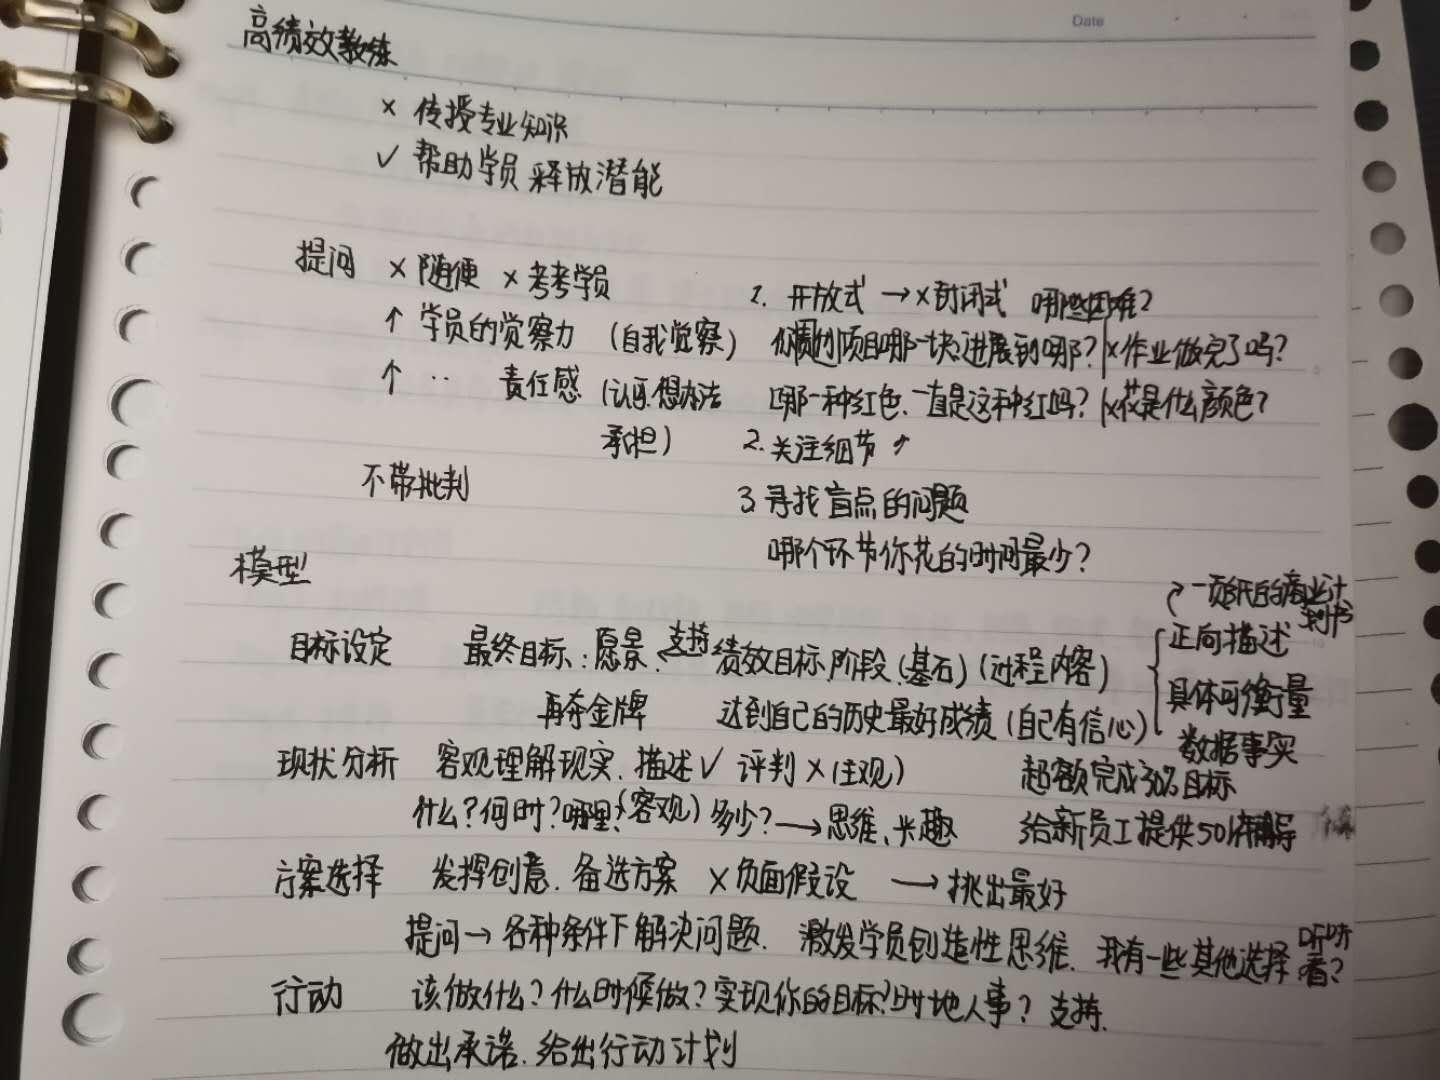 Date
高绩效教练
× 传授专业知识
✓ 帮助学员释放潜能
提问 × 随便 × 考考学员
↑ 学员的觉察力 (自我觉察)
↑ ‥ 责任感 (认可.想办法
承担)
不带批判
1. 开放式 → ×封闭式 哪些困难?
你周边项目哪一块进展到哪? | ×作业做完了吗?
哪一种红色、一直是这种红吗? | ×花是什么颜色?
2. 关注细节
3. 寻找盲点的问题
哪个环节你花的时间最少?
模型
一页纸的商业计
划书
目标设定 最终目标:愿景. 支持 绩效目标.阶段(基石)(过程内容)
正向描述
再夺金牌 达到自己的历史最好成绩(自己有信心)
具体可衡量
数据事实
现状分析 客观理解现实. 描述✓ 评判×(主观) 超额完成30%目标
什么?何时?哪里?(客观)多少?→思维、兴趣 给新员工提供50小时辅导
方案选择 发挥创意. 备选方案 ×负面假设 → 挑出最好
提问→各种条件下解决问题. 激发学员创造性思维. 我有一些其他选择 听听看?
行动 该做什么?什么时候做?实现你的目标?时地人事? 支持.
做出承诺. 给出行动计划